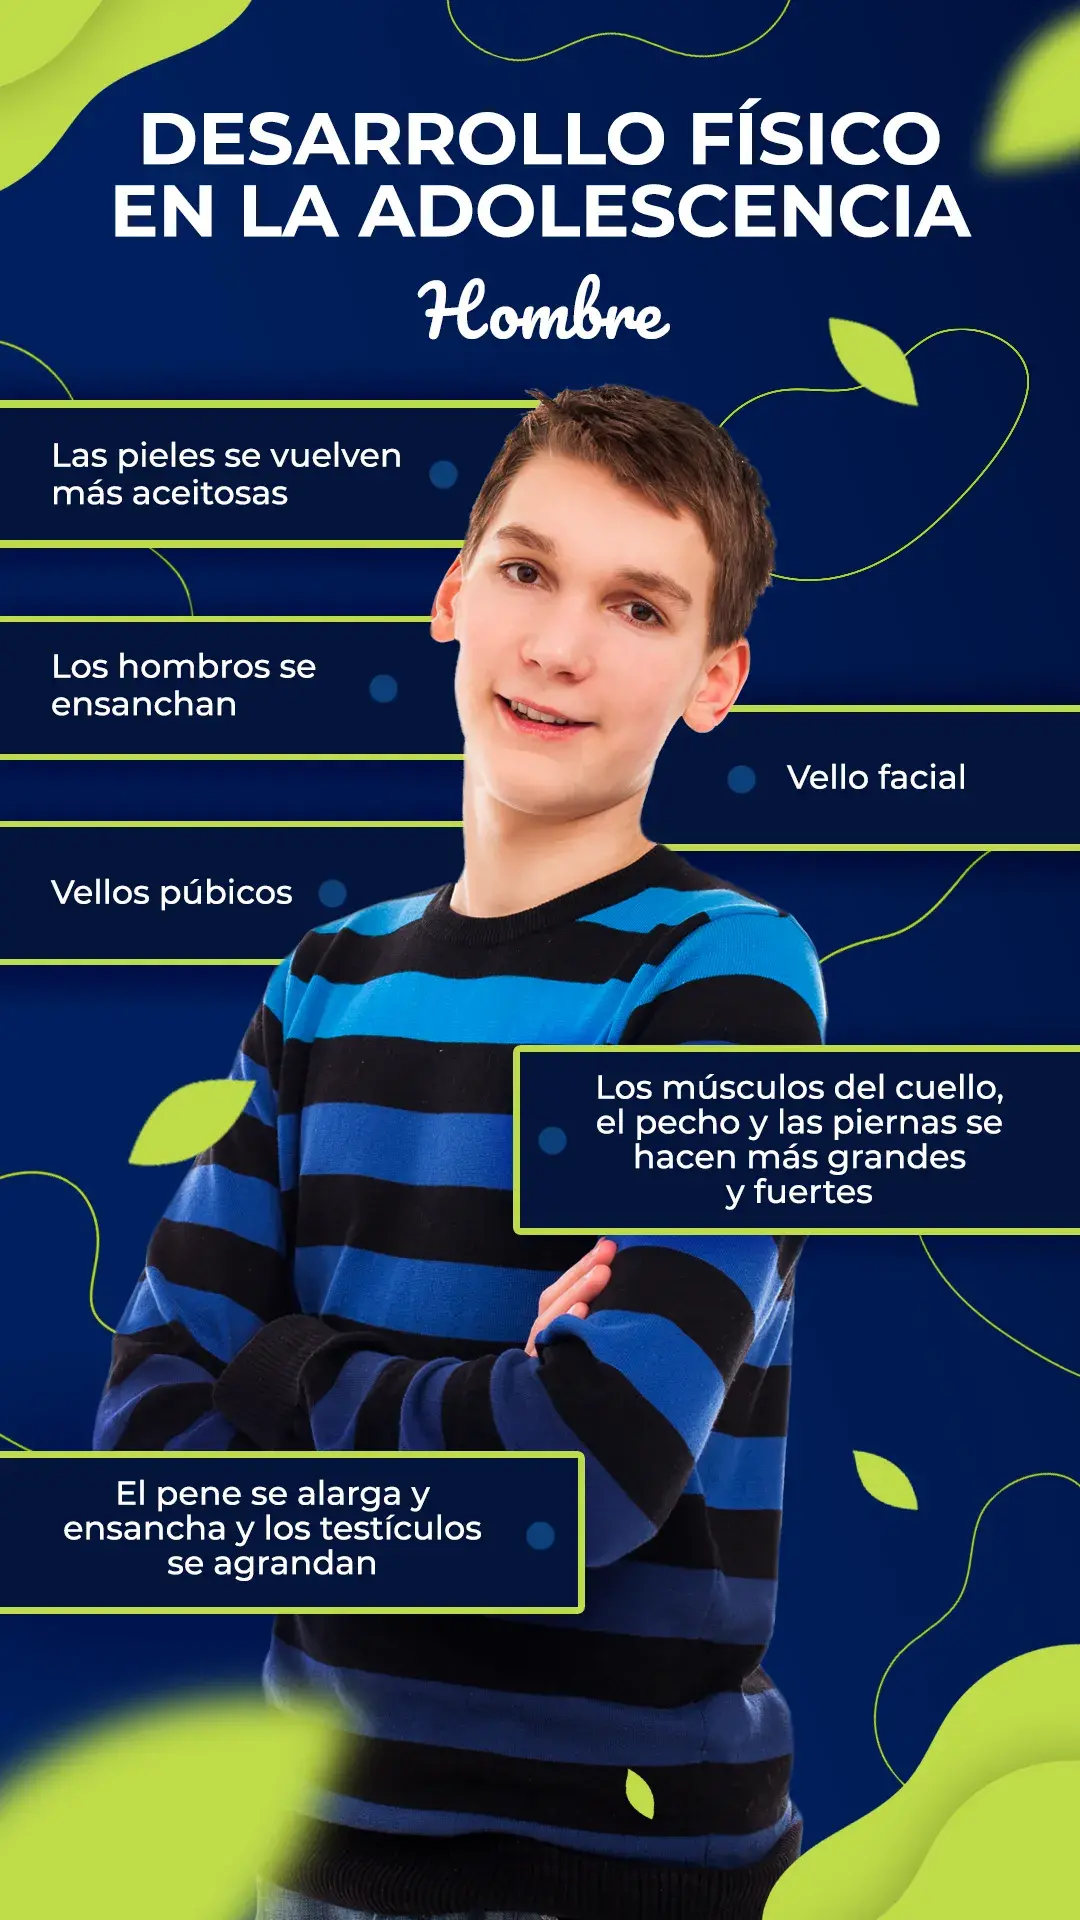 DESARROLLO FÍSICO
EN LA ADOLESCENCIA
Hombre
Las pieles se vuelven
más aceitosas
Los hombros se
ensanchan
Vello facial
Vellos púbicos
Los músculos del cuello,
el pecho y las piernas se
hacen más grandes
y fuertes
El pene se alarga y
ensancha y los testículos
se agrandan